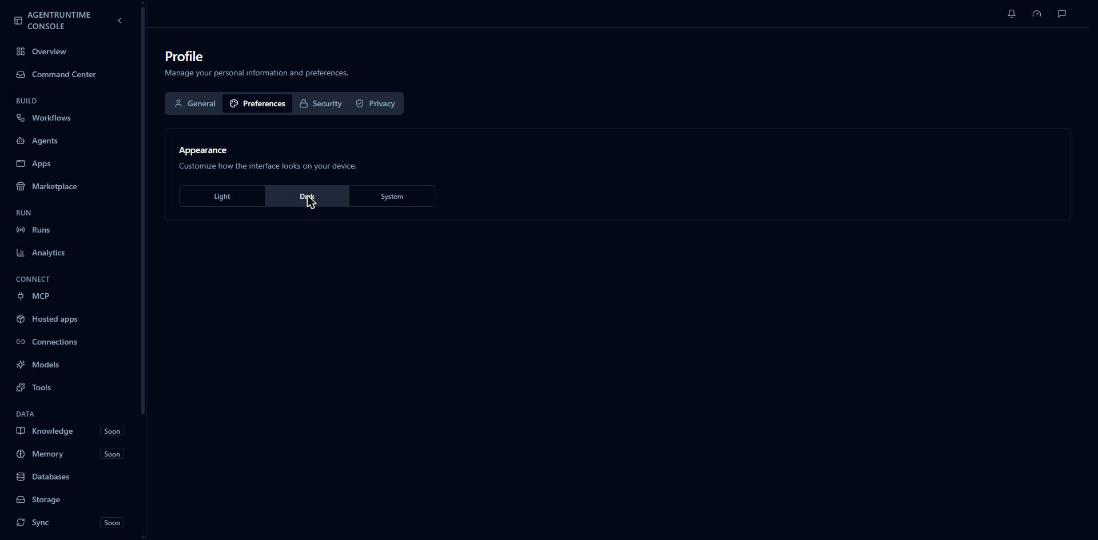 AGENTRUNTIME
CONSOLE
Overview
Command Center
BUILD
Workflows
Agents
Apps
Marketplace
RUN
Runs
Analytics
CONNECT
MCP
Hosted apps
Connections
Models
Tools
DATA
Knowledge Soon
Memory Soon
Databases
Storage
Sync Soon
Profile
Manage your personal information and preferences.
General Preferences Security Privacy
Appearance
Customize how the interface looks on your device.
Light Dark System